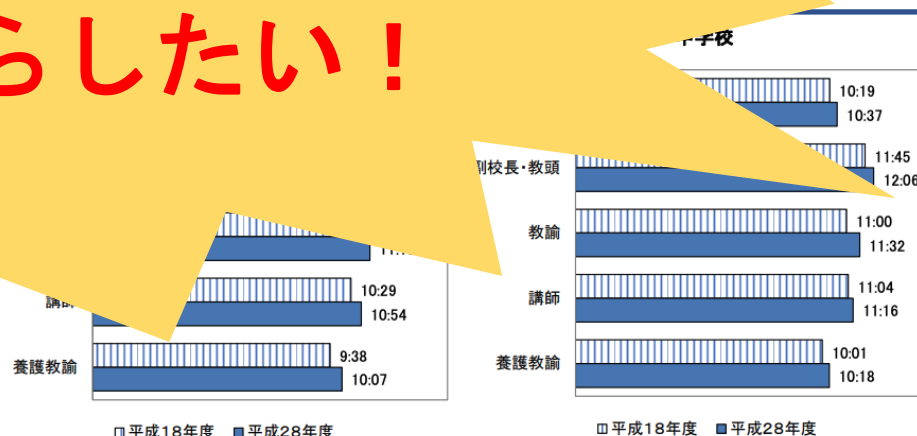 らしたい！
中学校
10:19
10:37
副校長・教頭
11:45
12:06
教諭
11:00
11:32
講師
11:04
11:16
養護教諭
10:01
10:18
□平成18年度 ■平成28年度
講師
10:29
10:54
養護教諭
9:38
10:07
□平成18年度 ■平成28年度